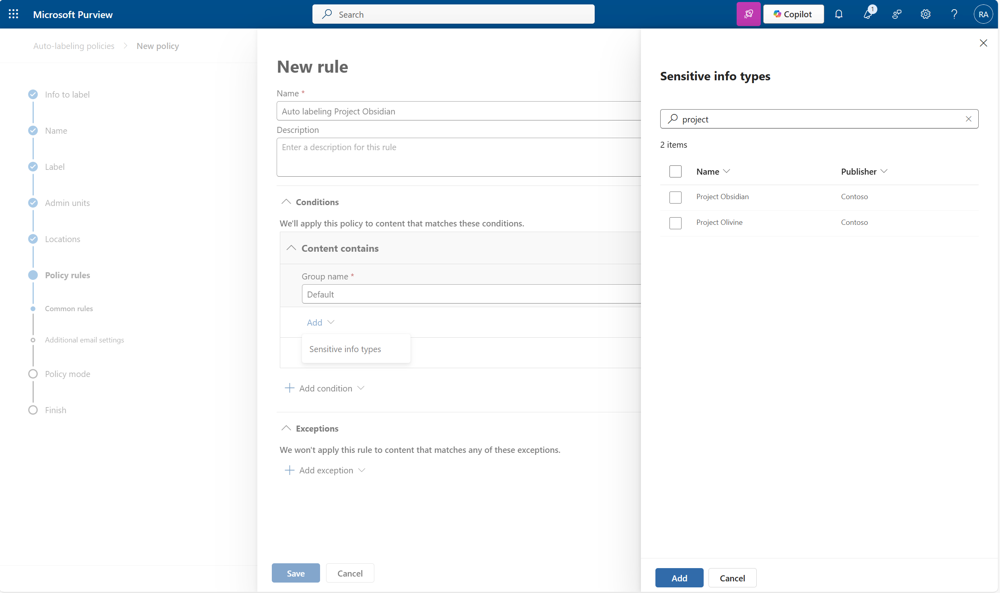 Microsoft Purview
Search
Copilot
1
RA
Auto-labeling policies
New policy
Info to label
Name
Label
Admin units
Locations
Policy rules
Common rules
Additional email settings
Policy mode
Finish
New rule
Name *
Auto labeling Project Obsidian
Description
Enter a description for this rule
Conditions
We'll apply this policy to content that matches these conditions.
Content contains
Group name *
Default
Add
Sensitive info types
Add condition
Exceptions
We won't apply this rule to content that matches any of these exceptions.
Add exception
Save
Cancel
Sensitive info types
project
2 items
Name
Publisher
Project Obsidian
Contoso
Project Olivine
Contoso
Add
Cancel